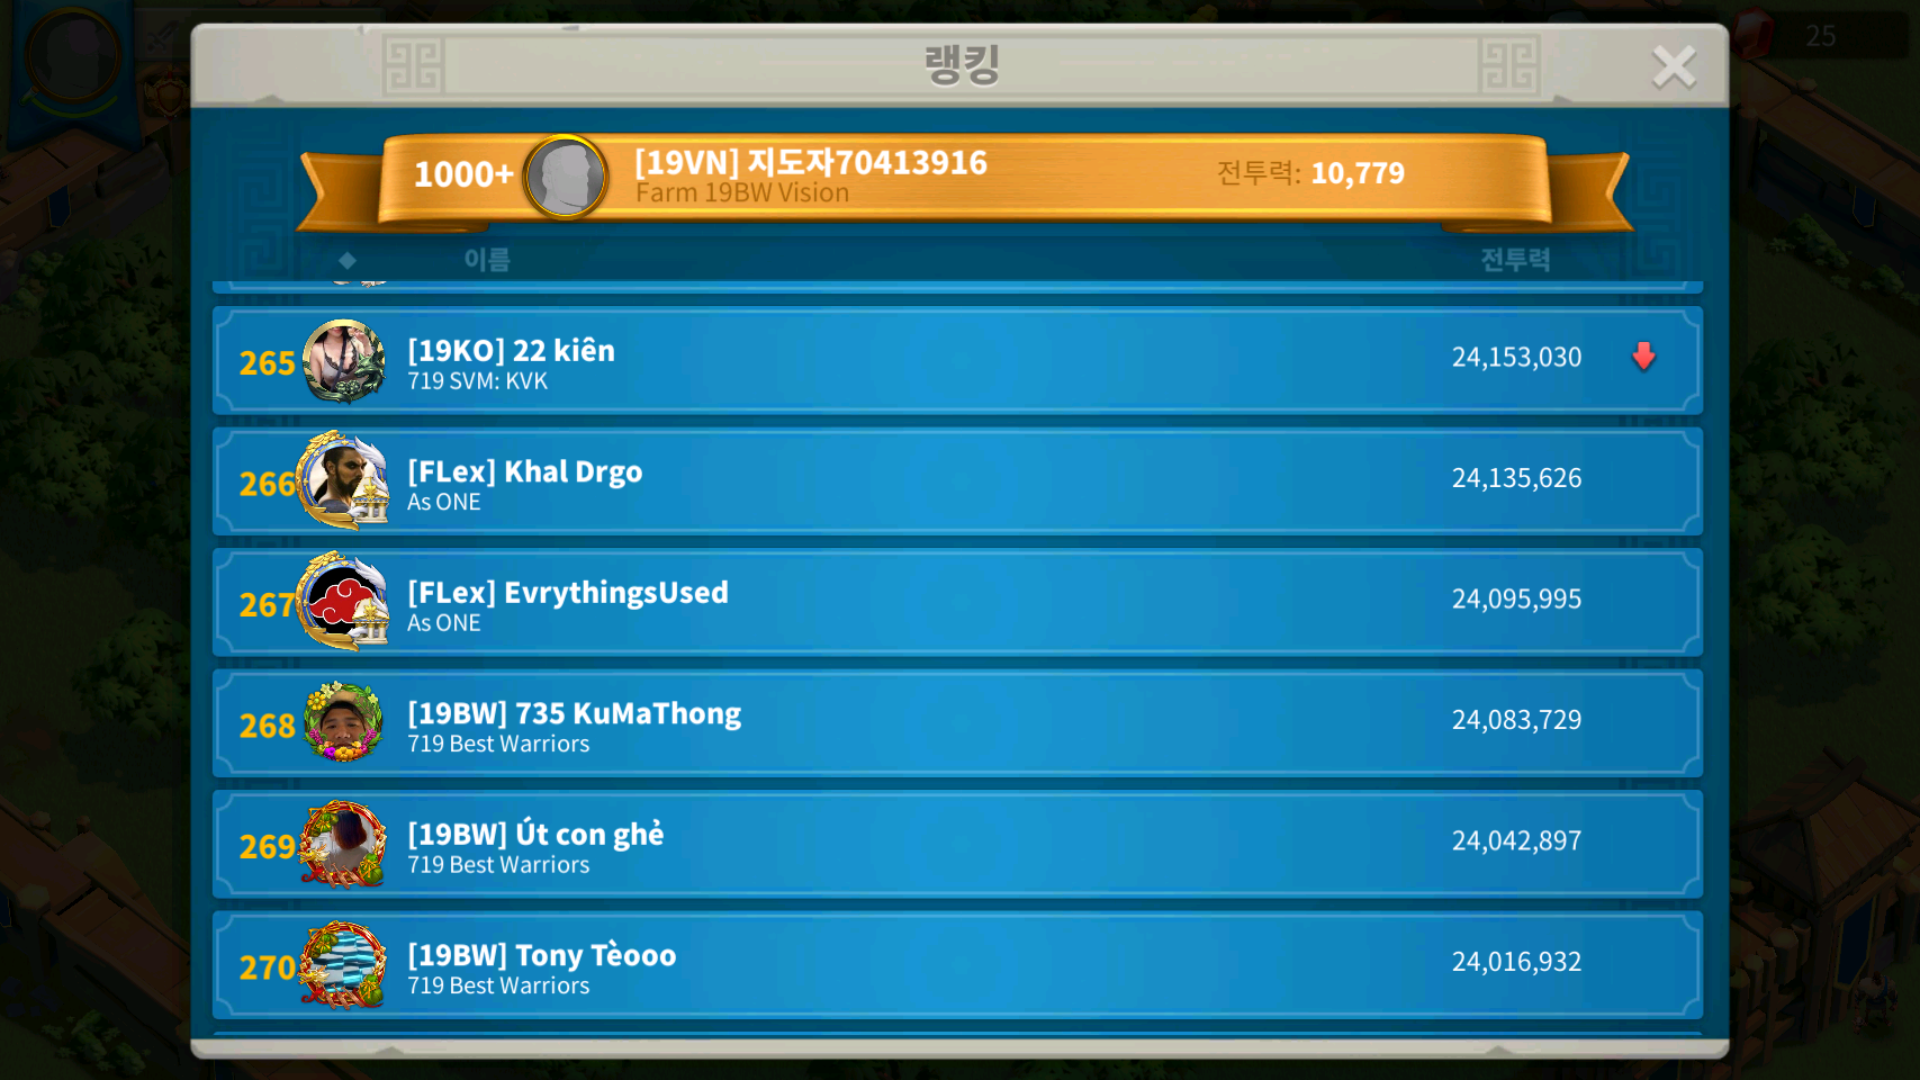 25
랭킹
1000+
[19VN] 지도자70413916
Farm 19BW Vision
전투력: 10,779
이름
전투력
265
[19KO] 22 kiên
719 SVM: KVK
24,153,030
266
[FLex] Khal Drgo
As ONE
24,135,626
267
[FLex] EvrythingsUsed
As ONE
24,095,995
268
[19BW] 735 KuMaThong
719 Best Warriors
24,083,729
269
[19BW] Út con ghẻ
719 Best Warriors
24,042,897
270
[19BW] Tony Tèooo
719 Best Warriors
24,016,932